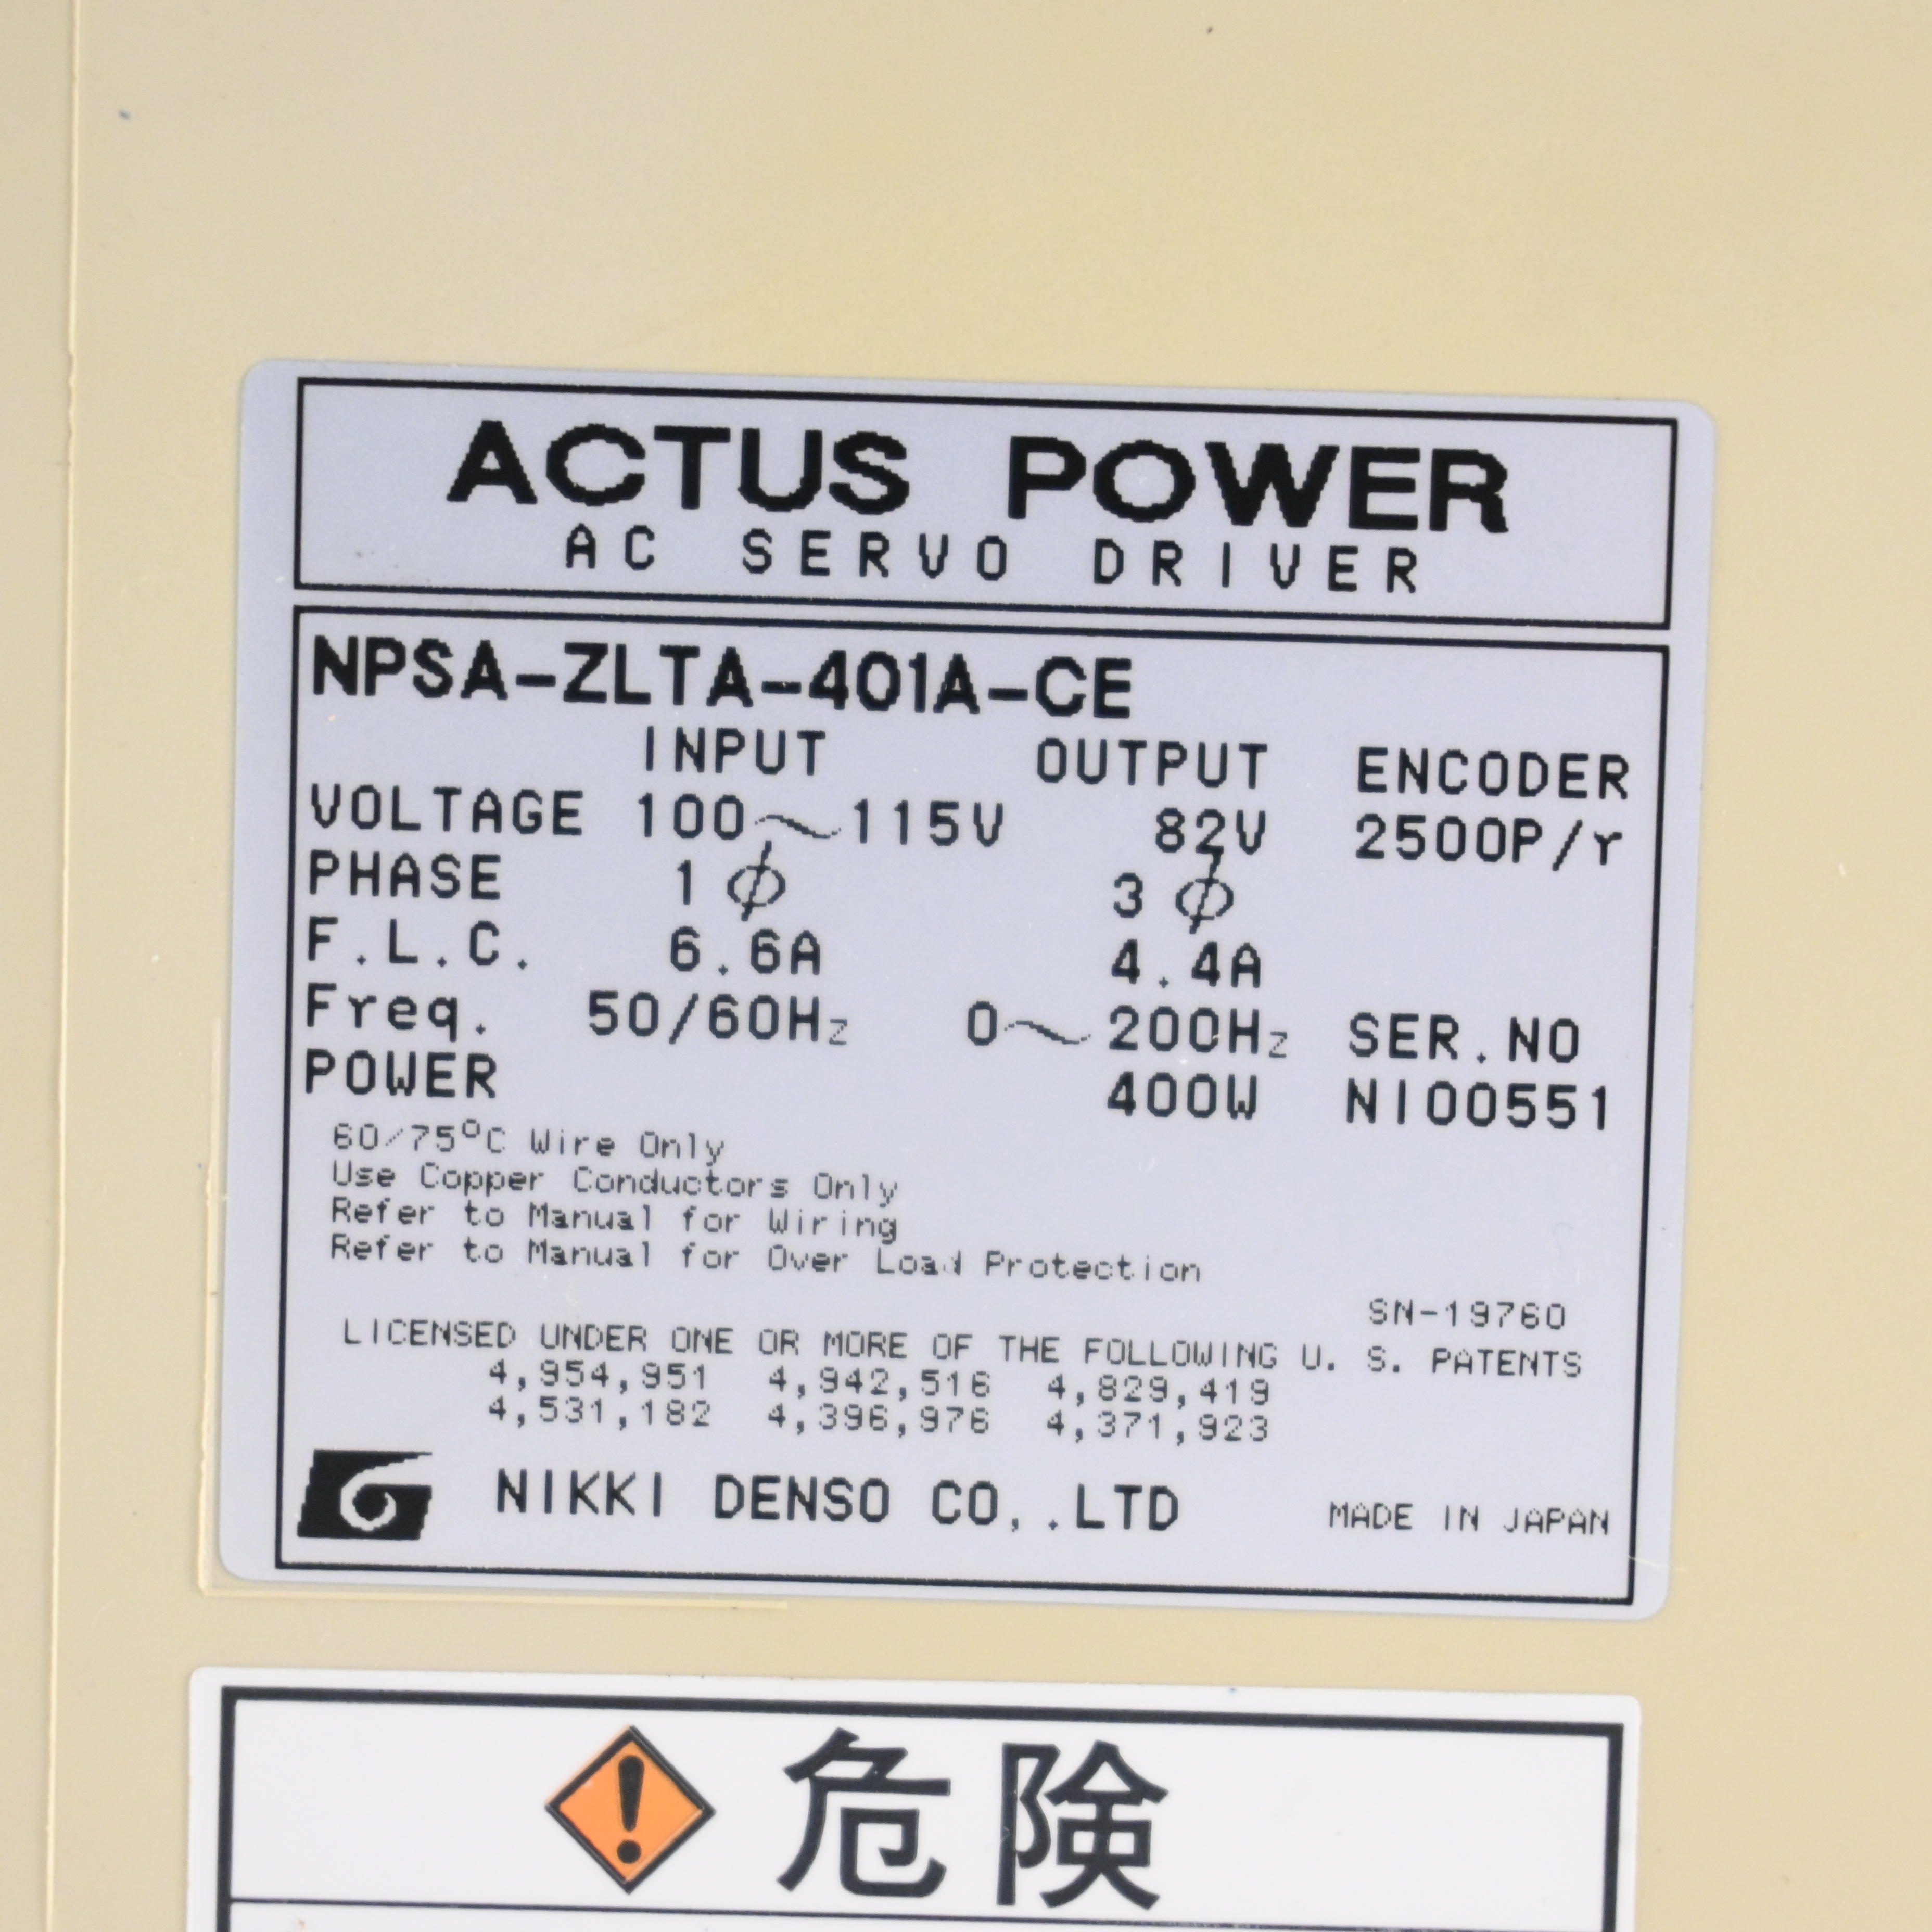 ACTUS POWER
AC SERVO DRIVER
NPSA-ZLTA-401A-CE
INPUT OUTPUT ENCODER
VOLTAGE 100～115V 82V 2500P/r
PHASE 1ϕ 3ϕ
F.L.C. 6.6A 4.4A
Freq. 50/60Hz 0～200Hz SER.NO
POWER 400W NI00551
60/75°C Wire Only
Use Copper Conductors Only
Refer to Manual for Wiring
Refer to Manual for Over Load Protection
SN-19760
LICENSED UNDER ONE OR MORE OF THE FOLLOWING U. S. PATENTS
4,954,951 4,942,516 4,829,419
4,531,182 4,396,976 4,371,923
NIKKI DENSO CO,.LTD MADE IN JAPAN
危険